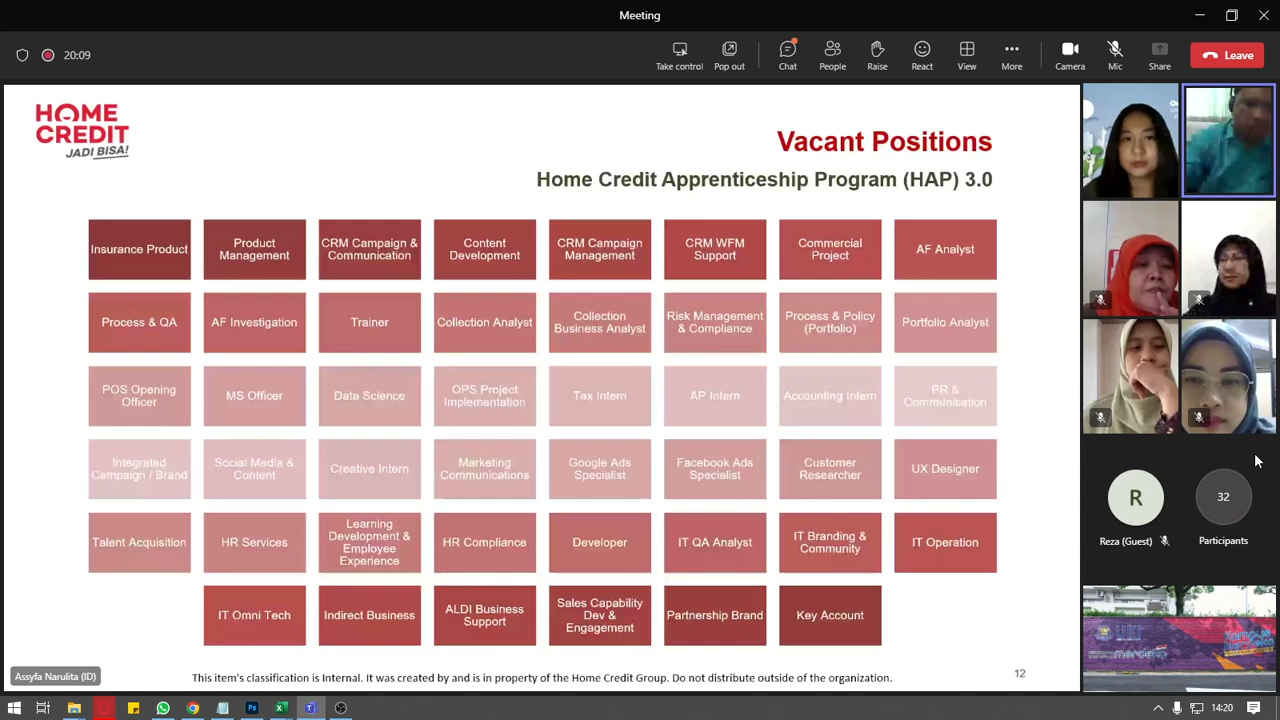 Meeting
20:09
Take control
Pop out
Chat
People
Raise
React
View
More
Camera
Mic
Share
Leave
HOME
CREDIT
JADI BISA!
Vacant Positions
Home Credit Apprenticeship Program (HAP) 3.0
Insurance Product
Product
Management
CRM Campaign &
Communication
Content
Development
CRM Campaign
Management
CRM WFM
Support
Commercial
Project
AF Analyst
Process & QA
AF Investigation
Trainer
Collection Analyst
Collection
Business Analyst
Risk Management
& Compliance
Process & Policy
(Portfolio)
Portfolio Analyst
POS Opening
Officer
MS Officer
Data Science
OPS Project
Implementation
Tax Intern
AP Intern
Accounting Intern
PR &
Communication
Integrated
Campaign / Brand
Social Media &
Content
Creative Intern
Marketing
Communications
Google Ads
Specialist
Facebook Ads
Specialist
Customer
Researcher
UX Designer
Talent Acquisition
HR Services
Learning
Development &
Employee
Experience
HR Compliance
Developer
IT QA Analyst
IT Branding &
Community
IT Operation
IT Omni Tech
Indirect Business
ALDI Business
Support
Sales Capability
Dev &
Engagement
Partnership Brand
Key Account
This item's classification is Internal. It was created by and is in property of the Home Credit Group. Do not distribute outside of the organization.
12
Assyfa Narulita (ID)
R
Reza (Guest)
32
Participants
merdeka
14:20